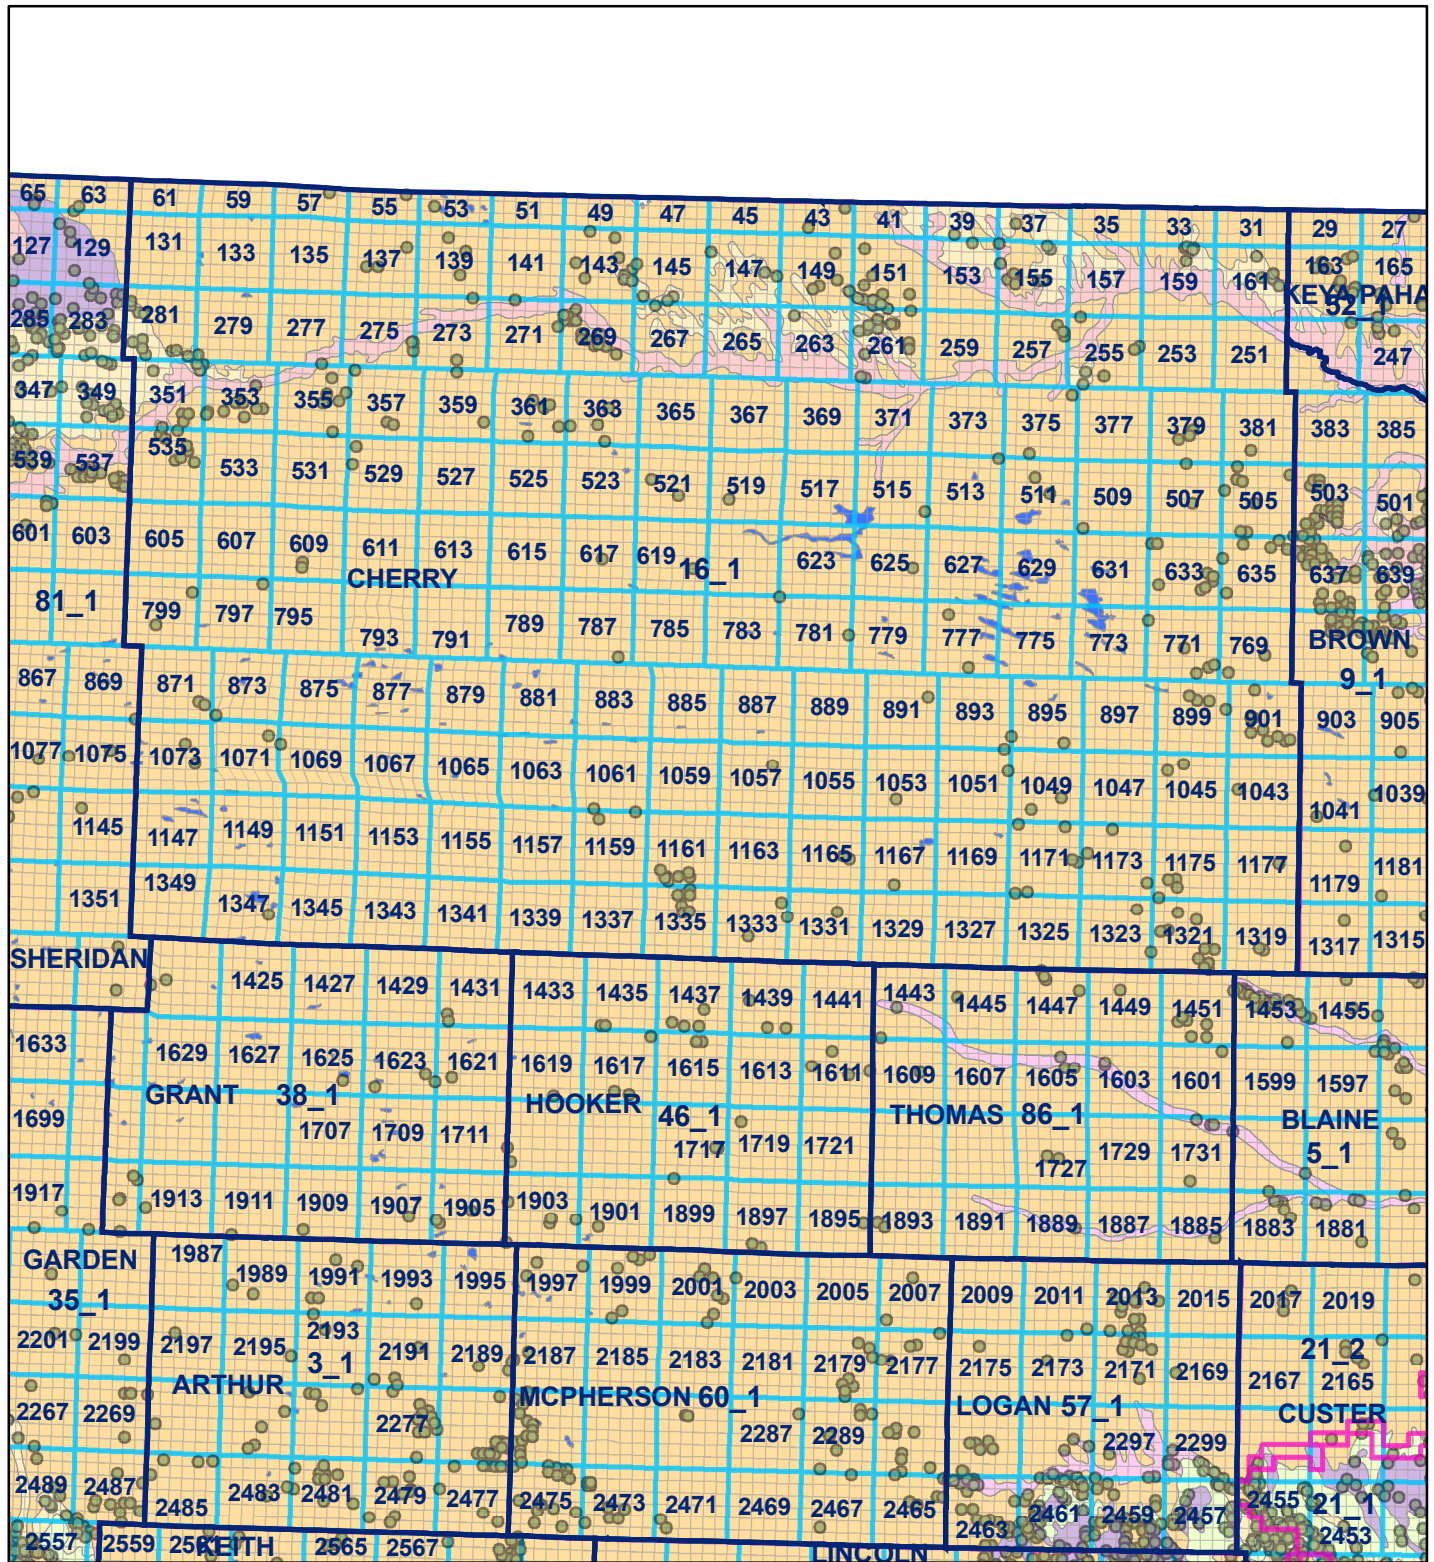 65 63 61 59 57 55 53 51 49 47 45 43 41 39 37 35 33 31 29 27
127 129 131 133 135 137 139 141 143 145 147 149 151 153 155 157 159 161 163 165
KEYA PAHA
52_1
285 283 281 279 277 275 273 271 269 267 265 263 261 259 257 255 253 251 247
347 349 351 353 355 357 359 361 363 365 367 369 371 373 375 377 379 381 383 385
539 537 535 533 531 529 527 525 523 521 519 517 515 513 511 509 507 505 503 501
601 603 605 607 609 611 613 615 617 619 16_1 623 625 627 629 631 633 635 637 639
CHERRY
81_1 799 797 795 793 791 789 787 785 783 781 779 777 775 773 771 769 BROWN
9_1
867 869 871 873 875 877 879 881 883 885 887 889 891 893 895 897 899 901 903 905
1077 1075 1073 1071 1069 1067 1065 1063 1061 1059 1057 1055 1053 1051 1049 1047 1045 1043 1041 1039
1145 1147 1149 1151 1153 1155 1157 1159 1161 1163 1165 1167 1169 1171 1173 1175 1177 1179 1181
1351 1349 1347 1345 1343 1341 1339 1337 1335 1333 1331 1329 1327 1325 1323 1321 1319 1317 1315
SHERIDAN
1425 1427 1429 1431 1433 1435 1437 1439 1441 1443 1445 1447 1449 1451 1453 1455
1633 1629 1627 1625 1623 1621 1619 1617 1615 1613 1611 1609 1607 1605 1603 1601 1599 1597
GRANT 38_1 HOOKER 46_1 THOMAS 86_1 BLAINE
5_1
1699 1707 1709 1711 1717 1719 1721 1727 1729 1731
1917 1913 1911 1909 1907 1905 1903 1901 1899 1897 1895 1893 1891 1889 1887 1885 1883 1881
GARDEN
35_1
1987 1989 1991 1993 1995 1997 1999 2001 2003 2005 2007 2009 2011 2013 2015 2017 2019
2201 2199 2197 2195 2193 2191 2189 2187 2185 2183 2181 2179 2177 2175 2173 2171 2169 2167 2165
21_2
ARTHUR 3_1 MCPHERSON 60_1 LOGAN 57_1 CUSTER
2267 2269 2277 2287 2289 2297 2299
2489 2487 2485 2483 2481 2479 2477 2475 2473 2471 2469 2467 2465 2463 2461 2459 2457 2455 21_1
2453
2557 2559 KEITH 2565 2567 LINCOLN